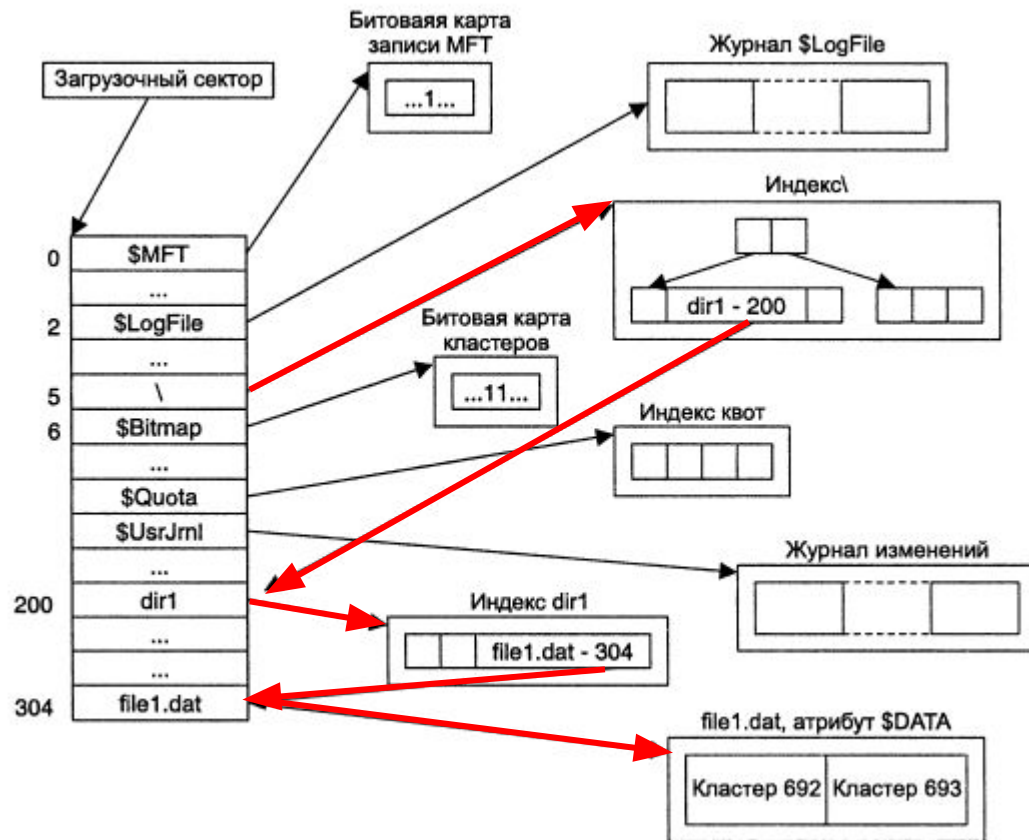 Битоваяя карта
записи MFT
Журнал $LogFile
Загрузочный сектор
...1...
Индекс\
0 $MFT
...
2 $LogFile
dir1 - 200
Битовая карта
кластеров
...
5 \
...11...
6 $Bitmap
Индекс квот
...
$Quota
$UsrJrnl
Журнал изменений
...
200 dir1
Индекс dir1
...
file1.dat - 304
...
304 file1.dat
file1.dat, атрибут $DATA
Кластер 692 Кластер 693